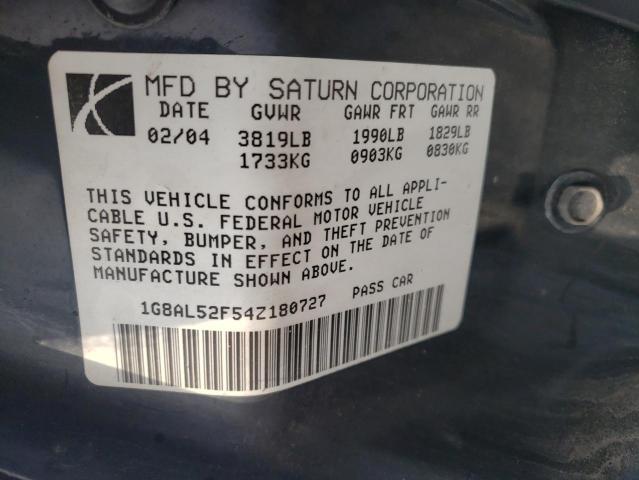 MFD BY SATURN CORPORATION
DATE GVWR GAWR FRT GAWR RR
02/04 3819LB 1990LB 1829LB
1733KG 0903KG 0830KG
THIS VEHICLE CONFORMS TO ALL APPLI-
CABLE U.S. FEDERAL MOTOR VEHICLE
SAFETY, BUMPER, AND THEFT PREVENTION
STANDARDS IN EFFECT ON THE DATE OF
MANUFACTURE SHOWN ABOVE.
1G8AL52F54Z180727 PASS CAR